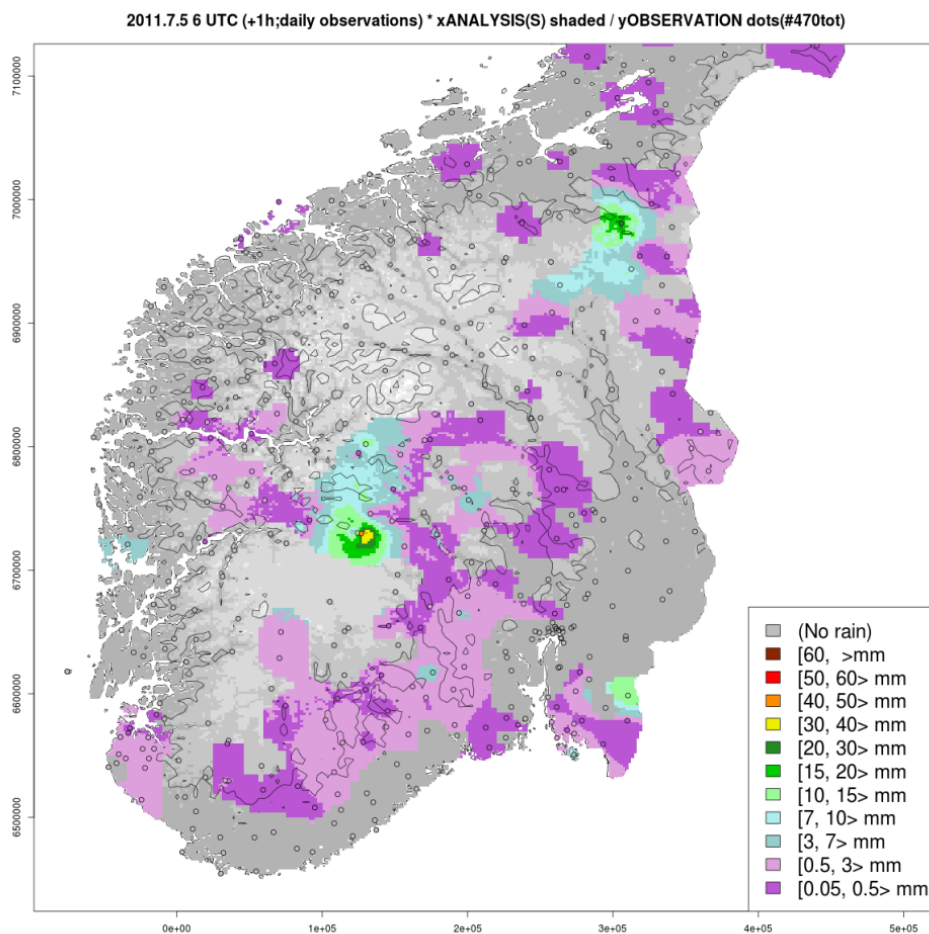 2011.7.5 6 UTC (+1h;daily observations) * xANALYSIS(S) shaded / yOBSERVATION dots(#470tot)
7100000
7000000
6900000
6800000
6700000
6600000
6500000
(No rain)
[60,  >mm
[50, 60> mm
[40, 50> mm
[30, 40> mm
[20, 30> mm
[15, 20> mm
[10, 15> mm
[7, 10> mm
[3, 7> mm
[0.5, 3> mm
[0.05, 0.5> mm
0e+00 1e+05 2e+05 3e+05 4e+05 5e+05